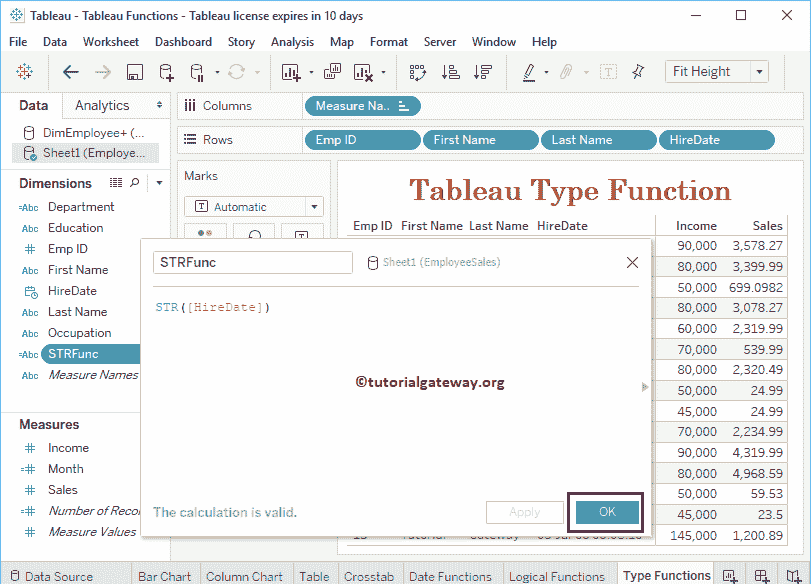 Tableau - Tableau Functions - Tableau license expires in 10 days
File Data Worksheet Dashboard Story Analysis Map Format Server Window Help
Fit Height
Data Analytics
Columns Measure Na..
DimEmployee+ (...
Rows Emp ID First Name Last Name HireDate
Sheet1 (Employe...
Marks
Dimensions
Automatic
Tableau Type Function
Abc Department
Abc Education
Emp ID
Abc First Name
HireDate
Abc Last Name
Abc Occupation
Abc STRFunc
Abc Measure Names
Emp ID First Name Last Name HireDate Income Sales
90,000 3,578.27
80,000 3,399.99
50,000 699.0982
80,000 3,078.27
60,000 2,319.99
70,000 539.99
80,000 2,320.49
50,000 24.99
45,000 24.99
70,000 2,234.99
90,000 4,319.99
80,000 4,968.59
50,000 59.53
45,000 23.5
145,000 1,200.89
STRFunc Sheet1 (EmployeeSales)
STR([HireDate])
©tutorialgateway.org
The calculation is valid. Apply OK
Measures
Income
Month
Sales
Number of Recor
Measure Values
Data Source Bar Chart Column Chart Table Crosstab Date Functions Logical Functions Type Functions